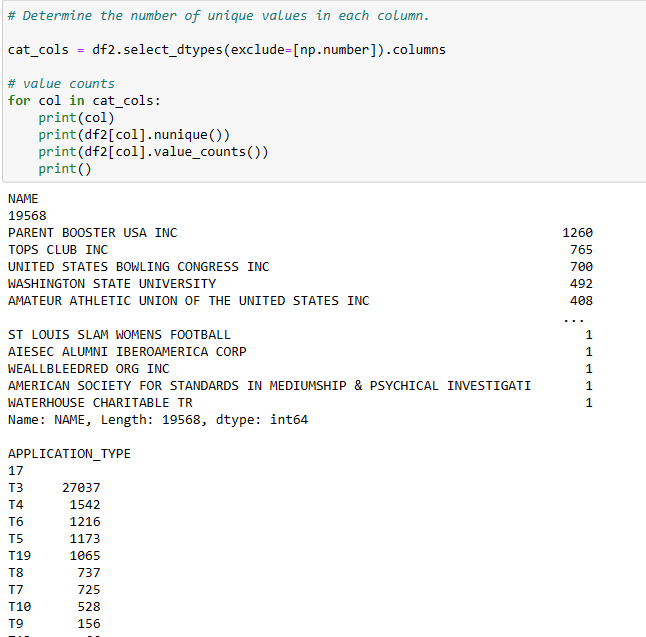 # Determine the number of unique values in each column.
cat_cols = df2.select_dtypes(exclude=[np.number]).columns
# value counts
for col in cat_cols:
    print(col)
    print(df2[col].nunique())
    print(df2[col].value_counts())
    print()
NAME
19568
PARENT BOOSTER USA INC 1260
TOPS CLUB INC 765
UNITED STATES BOWLING CONGRESS INC 700
WASHINGTON STATE UNIVERSITY 492
AMATEUR ATHLETIC UNION OF THE UNITED STATES INC 408
...
ST LOUIS SLAM WOMENS FOOTBALL 1
AIESEC ALUMNI IBEROAMERICA CORP 1
WEALLBLEEDRED ORG INC 1
AMERICAN SOCIETY FOR STANDARDS IN MEDIUMSHIP & PSYCHICAL INVESTIGATI 1
WATERHOUSE CHARITABLE TR 1
Name: NAME, Length: 19568, dtype: int64
APPLICATION_TYPE
17
T3 27037
T4 1542
T6 1216
T5 1173
T19 1065
T8 737
T7 725
T10 528
T9 156